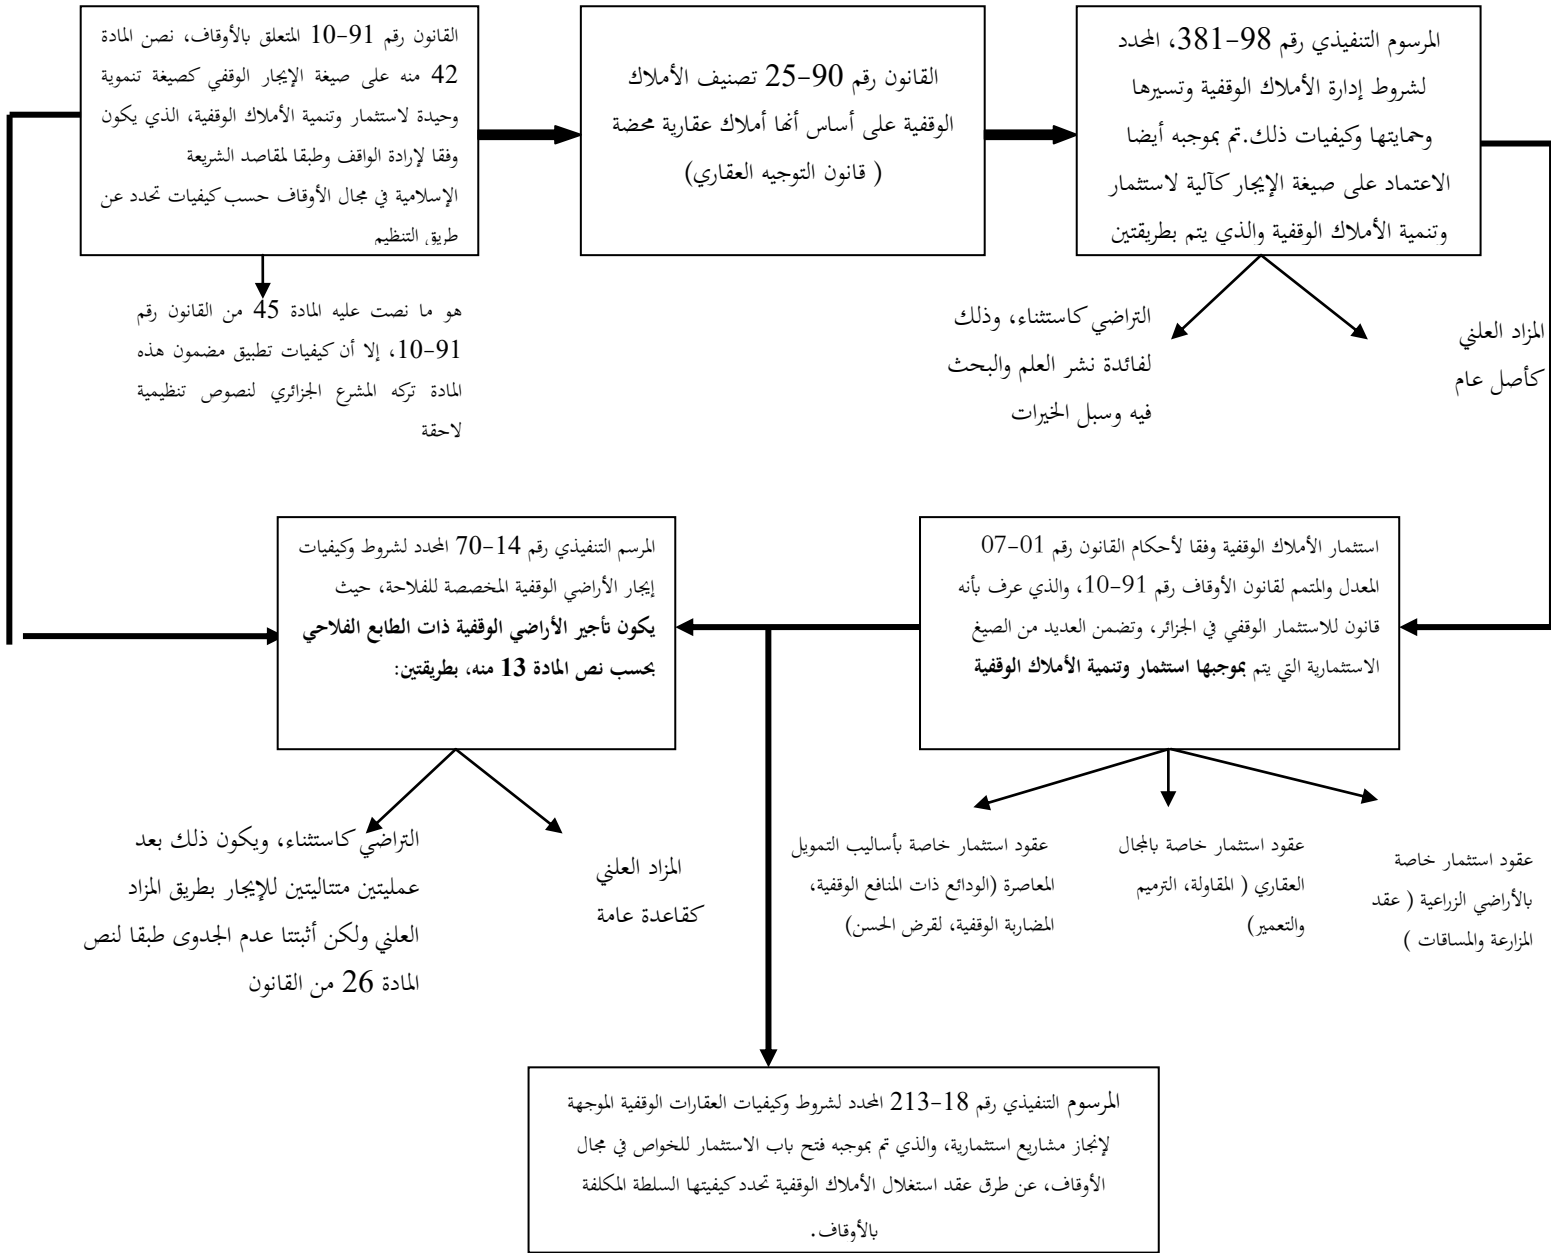 القانون رقم 91-10 المتعلق بالأوقاف، نصن المادة
42 منه على صيغة الإيجار الوقفي كصيغة تنموية
وحيدة لاستثمار وتنمية الأملاك الوقفية، الذي يكون
وفقا لإرادة الواقف وطبقا لمقاصد الشريعة
الإسلامية في مجال الأوقاف حسب كيفيات تحدد عن
طريق التنظيم
القانون رقم 90-25 تصنيف الأملاك
الوقفية على أساس أنها أملاك عقارية محضة
( قانون التوجيه العقاري)
المرسوم التنفيذي رقم 98-381، المحدد
لشروط إدارة الأملاك الوقفية وتسيرها
وحمايتها وكيفيات ذلك.تم بموجبه أيضا
الاعتماد على صيغة الإيجار كآلية لاستثمار
وتنمية الأملاك الوقفية والذي يتم بطريقتين
هو ما نصت عليه المادة 45 من القانون رقم
91-10، إلا أن كيفيات تطبيق مضمون هذه
المادة تركه المشرع الجزائري لنصوص تنظيمية
لاحقة
التراضي كاستثناء، وذلك
لفائدة نشر العلم والبحث
فيه وسبل الخيرات
المزاد العلني
كأصل عام
استثمار الأملاك الوقفية وفقا لأحكام القانون رقم 01-07
المعدل والمتمم لقانون الأوقاف رقم 91-10، والذي عرف بأنه
قانون للاستثمار الوقفي في الجزائر، وتضمن العديد من الصيغ
الاستثمارية التي يتم بموجبها استثمار وتنمية الأملاك الوقفية
المرسم التنفيذي رقم 14-70 المحدد لشروط وكيفيات
إيجار الأراضي الوقفية المخصصة للفلاحة، حيث
يكون تأجير الأراضي الوقفية ذات الطابع الفلاحي
بحسب نص المادة 13 منه، بطريقتين:
عقود استثمار خاصة
بالأراضي الزراعية ( عقد
المزارعة والمساقات )
عقود استثمار خاصة بالمجال
العقاري ( المقاولة، الترميم
والتعمير)
عقود استثمار خاصة بأساليب التمويل
المعاصرة (الودائع ذات المنافع الوقفية،
المضاربة الوقفية، لقرض الحسن)
المزاد العلني
كقاعدة عامة
التراضي كاستثناء، ويكون ذلك بعد
عمليتين متتاليتين للإيجار بطريق المزاد
العلني ولكن أثبتتا عدم الجدوى طبقا لنص
المادة 26 من القانون
المرسوم التنفيذي رقم 18-213 المحدد لشروط وكيفيات العقارات الوقفية الموجهة
لإنجاز مشاريع استثمارية، والذي تم بموجبه فتح باب الاستثمار للخواص في مجال
الأوقاف، عن طرق عقد استغلال الأملاك الوقفية تحدد كيفيتها السلطة المكلفة
بالأوقاف.